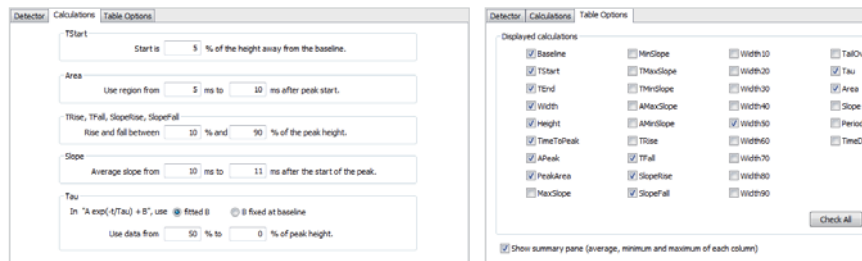 Detector Calculations Table Options
TStart
Start is 5 % of the height away from the baseline.
Area
Use region from 5 ms to 10 ms after peak start.
TRise, TFall, SlopeRise, SlopeFall
Rise and fall between 10 % and 90 % of the peak height.
Slope
Average slope from 10 ms to 11 ms after the start of the peak.
Tau
In "A exp(-t/Tau) + B", use fitted B B fixed at baseline
Use data from 50 % to 0 % of peak height.
Detector Calculations Table Options
Displayed calculations
Baseline MinSlope Width10 TailOv
TStart TMaxSlope Width20 Tau
TEnd TMinSlope Width30 Area
Width AMaxSlope Width40 Slope
Height AMinSlope Width50 Period
TimeToPeak TRise Width60 TimeD
APeak TFall Width70
PeakArea SlopeRise Width80
MaxSlope SlopeFall Width90
Check All
Show summary pane (average, minimum and maximum of each column)